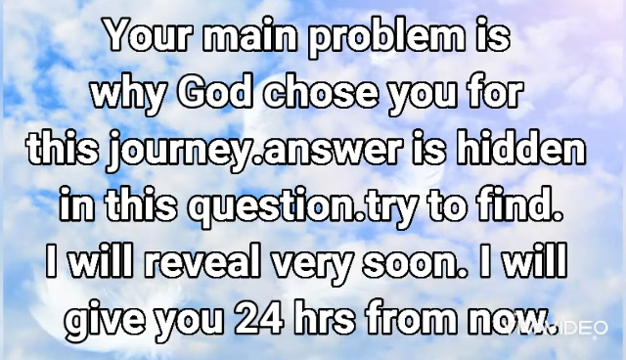 Your main problem is
why God chose you for
this journey.answer is hidden
in this question.try to find.
I will reveal very soon. I will
give you 24 hrs from now.